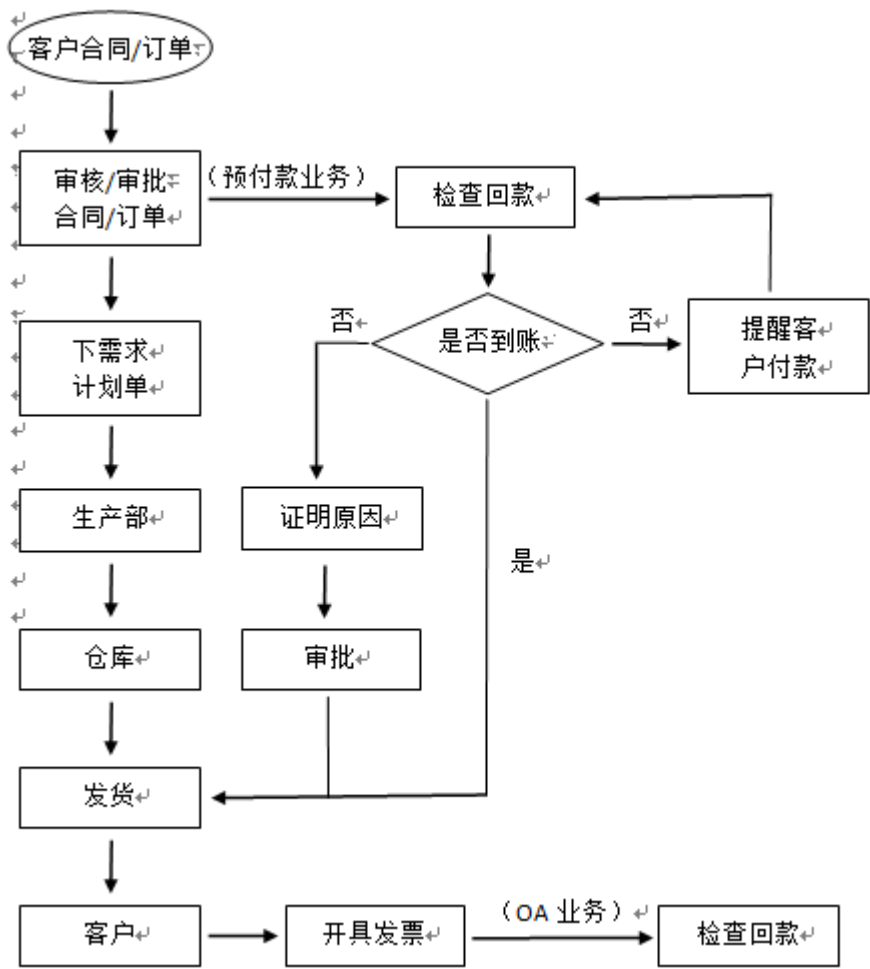 客户合同/订单
审核/审批
合同/订单
（预付款业务）
检查回款
否
是否到账
否
提醒客
户付款
下需求
计划单
生产部
证明原因
是
仓库
审批
发货
客户
开具发票
（OA 业务）
检查回款